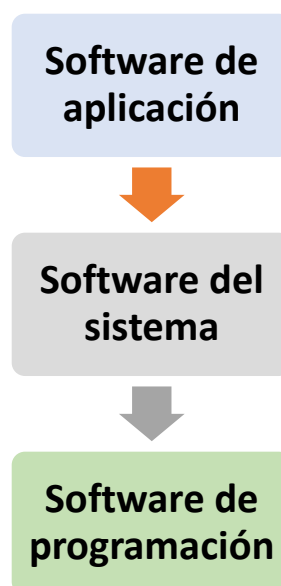 Software de
aplicación
Software del
sistema
Software de
programación